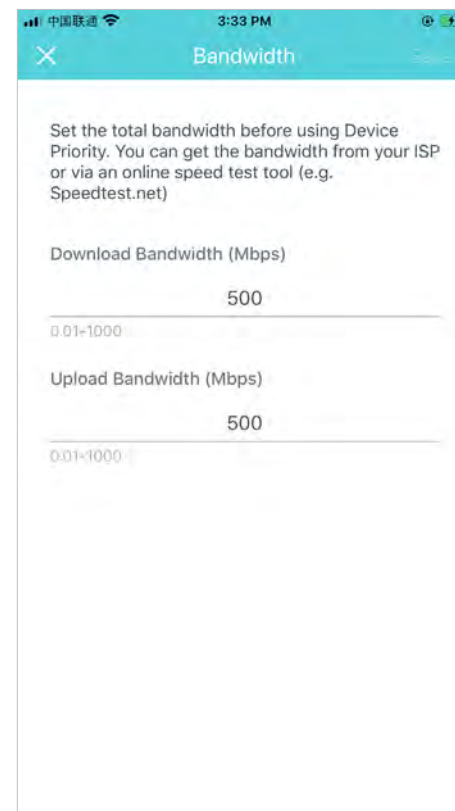 中国联通 3:33 PM
Bandwidth Save
Set the total bandwidth before using Device
Priority. You can get the bandwidth from your ISP
or via an online speed test tool (e.g.
Speedtest.net)
Download Bandwidth (Mbps)
500
0.01-1000
Upload Bandwidth (Mbps)
500
0.01-1000